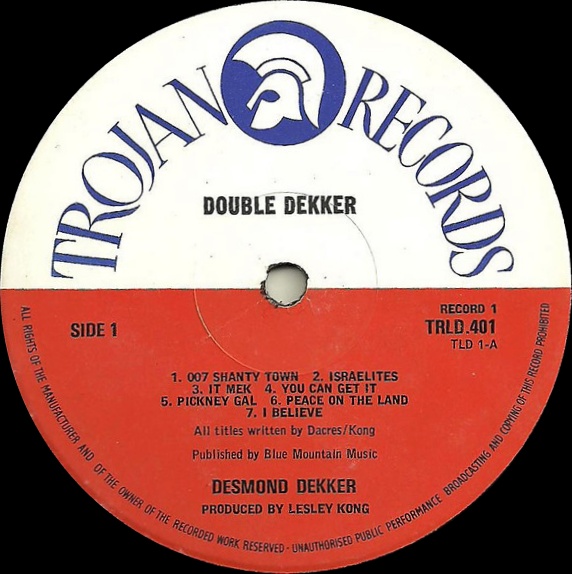 TROJAN RECORDS
DOUBLE DEKKER
SIDE 1
RECORD 1
TRLD.401
TLD 1-A
1. 007 SHANTY TOWN 2. ISRAELITES
3. IT MEK 4. YOU CAN GET IT
5. PICKNEY GAL 6. PEACE ON THE LAND
7. I BELIEVE
All titles written by Dacres/Kong
Published by Blue Mountain Music
DESMOND DEKKER
PRODUCED BY LESLEY KONG
ALL RIGHTS OF THE MANUFACTURER AND OF THE OWNER OF THE RECORDED WORK RESERVED - UNAUTHORISED PUBLIC PERFORMANCE BROADCASTING AND COPYING OF THIS RECORD PROHIBITED